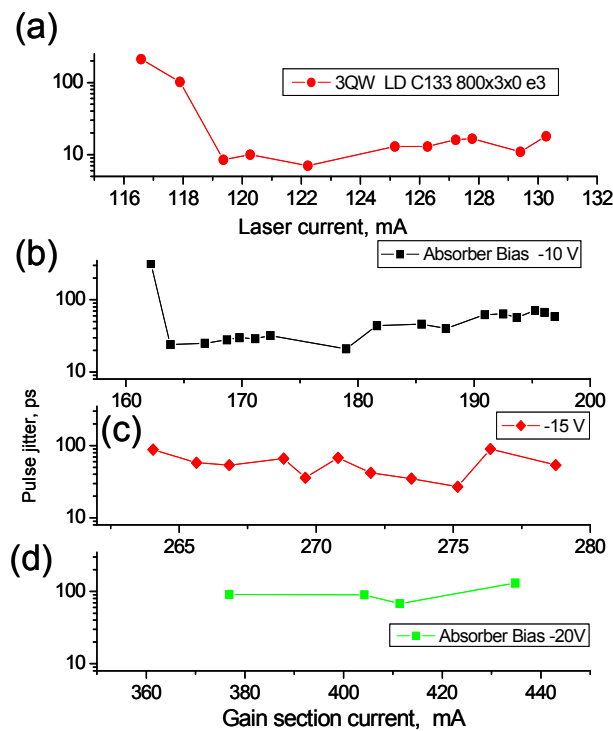 (a)
100
10
3QW LD C133 800x3x0 e3
116 118 120 122 124 126 128 130 132
Laser current, mA
(b)
Absorber Bias -10 V
100
10
160 170 180 190 200
Pulse jitter, ps
(c)
-15 V
100
10
265 270 275 280
(d)
100
10
Absorber Bias -20V
360 380 400 420 440
Gain section current, mA